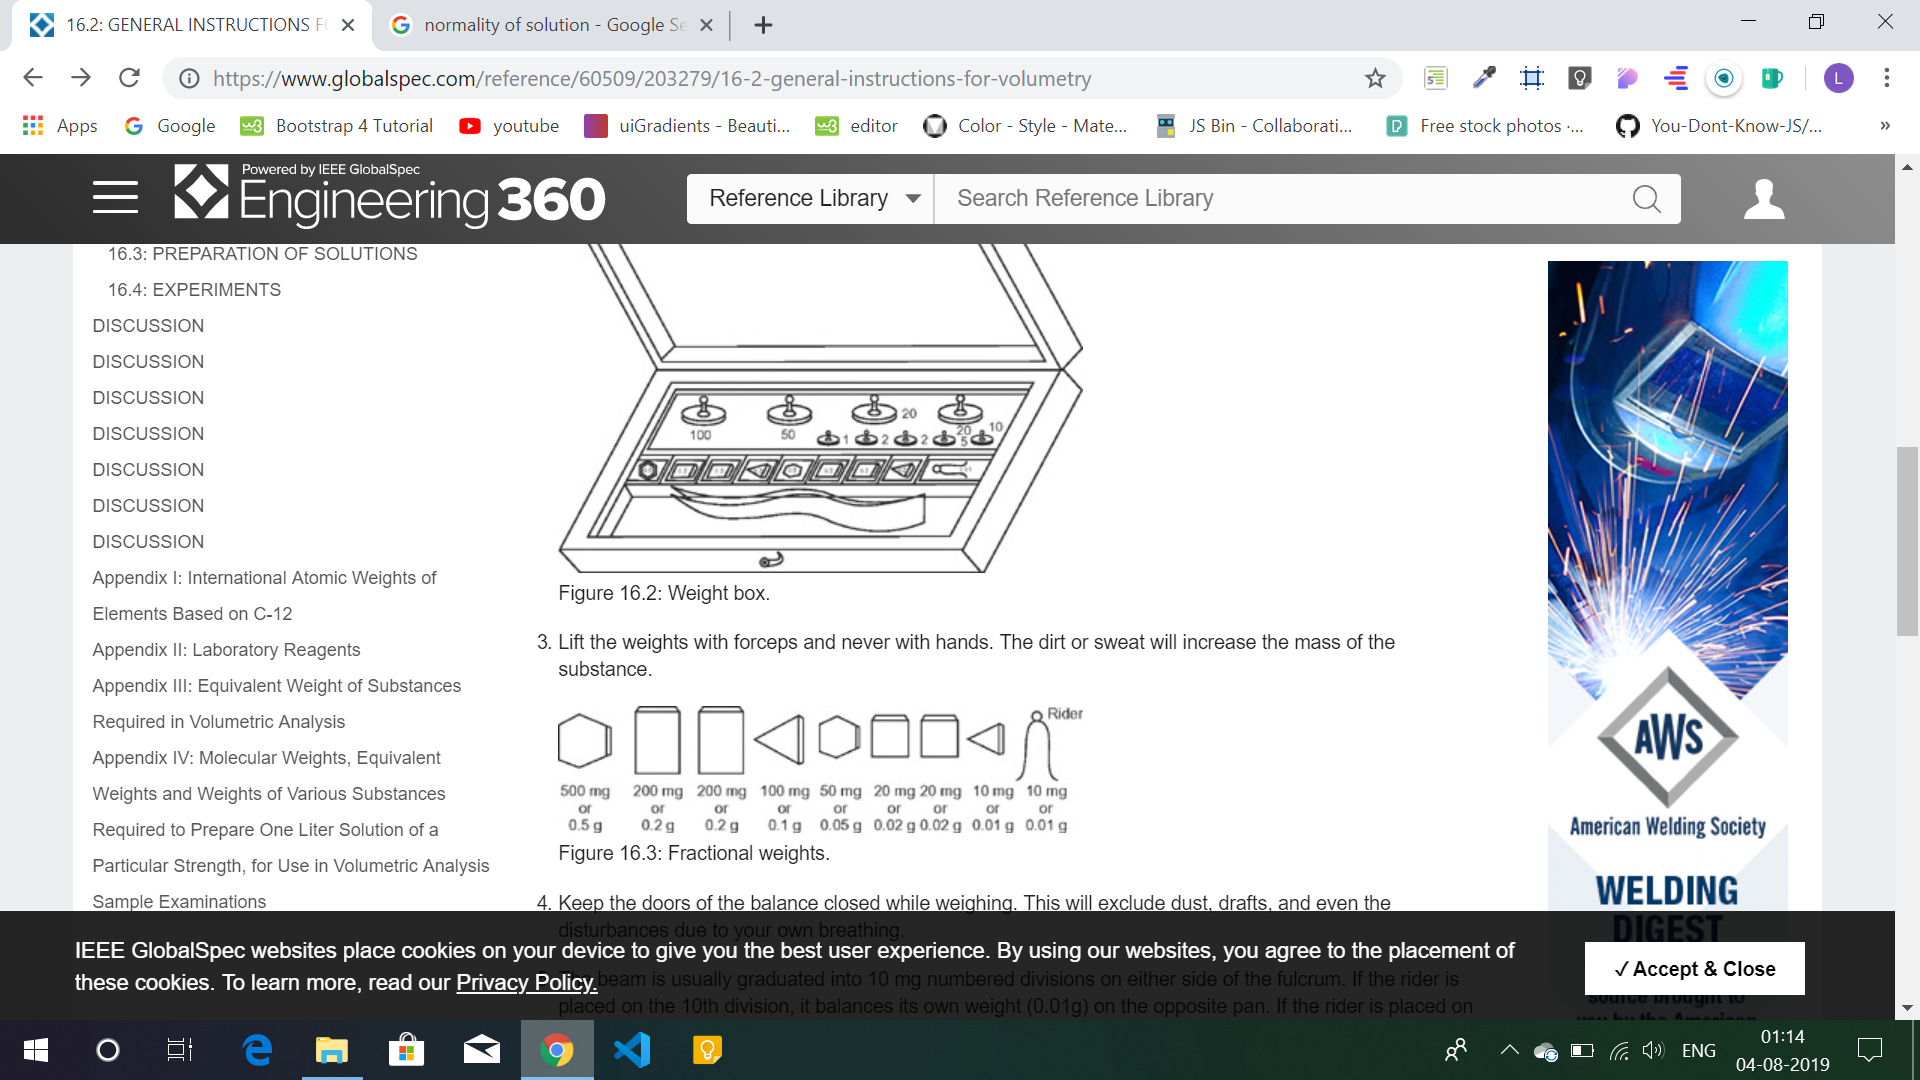 16.2: GENERAL INSTRUCTIONS F
normality of solution - Google Se
https://www.globalspec.com/reference/60509/203279/16-2-general-instructions-for-volumetry
L
Apps
Google
Bootstrap 4 Tutorial
youtube
uiGradients - Beauti...
editor
Color - Style - Mate...
JS Bin - Collaborati...
Free stock photos ·...
You-Dont-Know-JS/...
»
Powered by IEEE GlobalSpec
Engineering 360
Reference Library
Search Reference Library
16.3: PREPARATION OF SOLUTIONS
16.4: EXPERIMENTS
DISCUSSION
DISCUSSION
DISCUSSION
DISCUSSION
DISCUSSION
DISCUSSION
DISCUSSION
Appendix I: International Atomic Weights of
Elements Based on C-12
Appendix II: Laboratory Reagents
Appendix III: Equivalent Weight of Substances
Required in Volumetric Analysis
Appendix IV: Molecular Weights, Equivalent
Weights and Weights of Various Substances
Required to Prepare One Liter Solution of a
Particular Strength, for Use in Volumetric Analysis
Sample Examinations
100 50 20 20 10
1 2 2 5
Figure 16.2: Weight box.
3. Lift the weights with forceps and never with hands. The dirt or sweat will increase the mass of the
substance.
Rider
500 mg 200 mg 200 mg 100 mg 50 mg 20 mg 20 mg 10 mg 10 mg
or or or or or or or or or
0.5 g 0.2 g 0.2 g 0.1 g 0.05 g 0.02 g 0.02 g 0.01 g 0.01 g
Figure 16.3: Fractional weights.
4. Keep the doors of the balance closed while weighing. This will exclude dust, drafts, and even the
disturbances due to your own breathing.
beam is usually graduated into 10 mg numbered divisions on either side of the fulcrum. If the rider is
placed on the 10th division, it balances its own weight (0.01g) on the opposite pan. If the rider is placed on
AWS
American Welding Society
WELDING
DIGEST
source brought to
you by the American
IEEE GlobalSpec websites place cookies on your device to give you the best user experience. By using our websites, you agree to the placement of
these cookies. To learn more, read our Privacy Policy.
✓ Accept & Close
ENG
01:14
04-08-2019